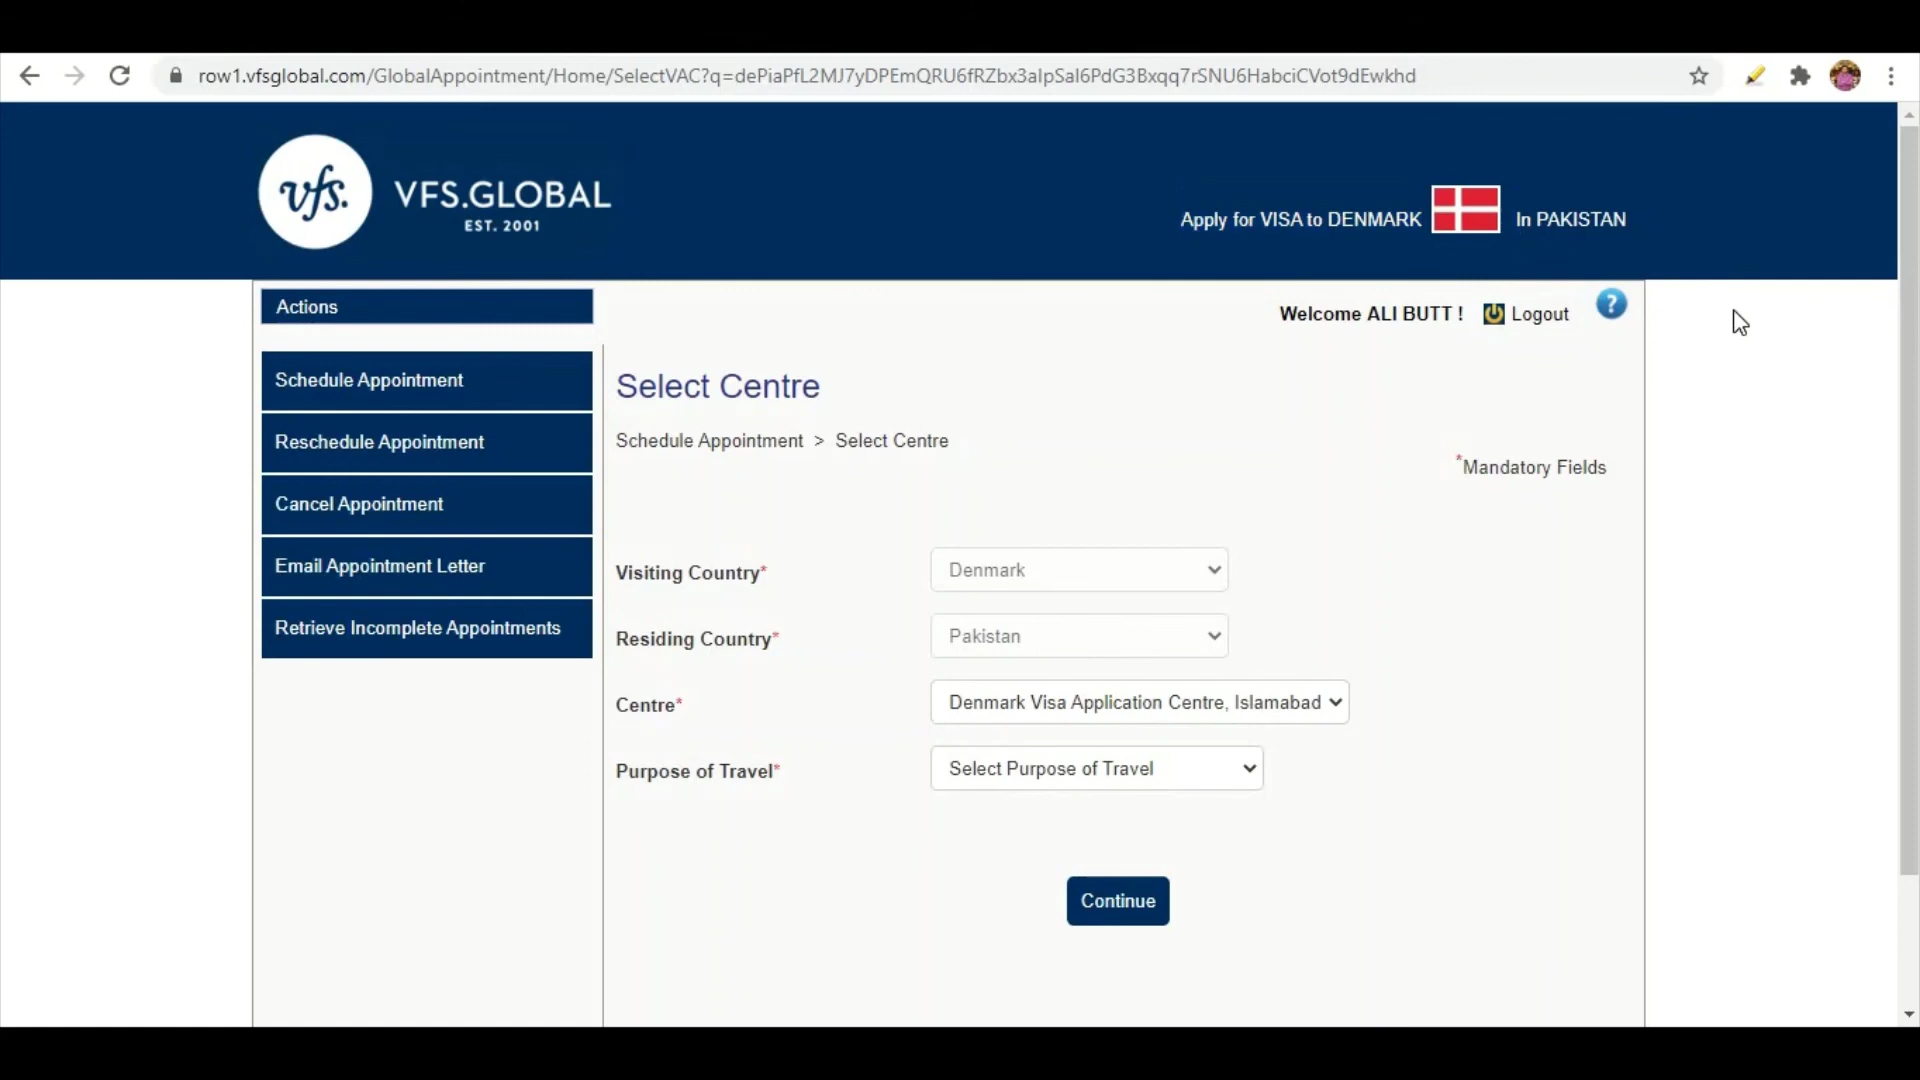 row1.vfsglobal.com/GlobalAppointment/Home/SelectVAC?q=dePiaPfL2MJ7yDPEmQRU6fRZbx3aIpSal6PdG3Bxqq7rSNU6HabciCVot9dEwkhd
vfs.
VFS.GLOBAL
EST. 2001
Apply for VISA to DENMARK In PAKISTAN
Actions
Welcome ALI BUTT ! Logout ?
Schedule Appointment
Reschedule Appointment
Cancel Appointment
Email Appointment Letter
Retrieve Incomplete Appointments
Select Centre
Schedule Appointment > Select Centre
*Mandatory Fields
Visiting Country* Denmark
Residing Country* Pakistan
Centre* Denmark Visa Application Centre, Islamabad
Purpose of Travel* Select Purpose of Travel
Continue